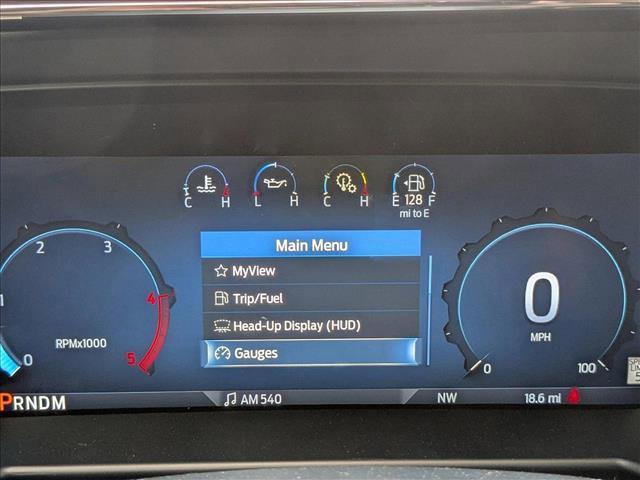 C H
L H
C H
E 128 F
mi to E
Main Menu
MyView
Trip/Fuel
Head-Up Display (HUD)
Gauges
1 2 3 4 5 0
RPMx1000
0
MPH
0 100
PRNDM
AM 540
NW
18.6 mi